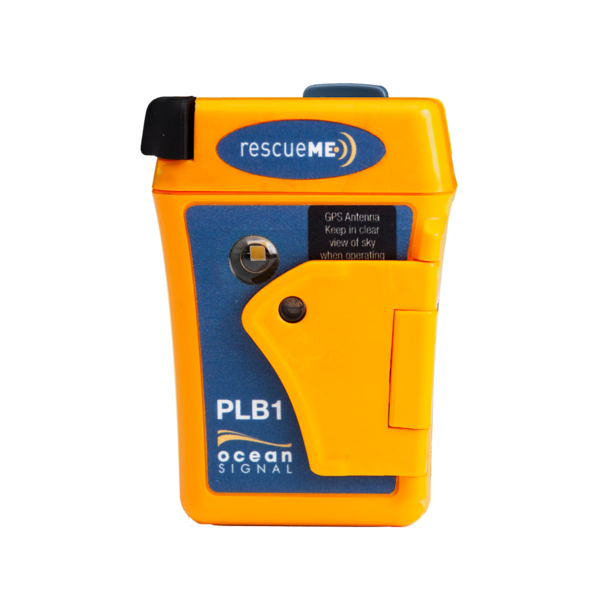 rescueME
GPS Antenna
Keep in clear
view of sky
when operating
PLB1
ocean
SIGNAL